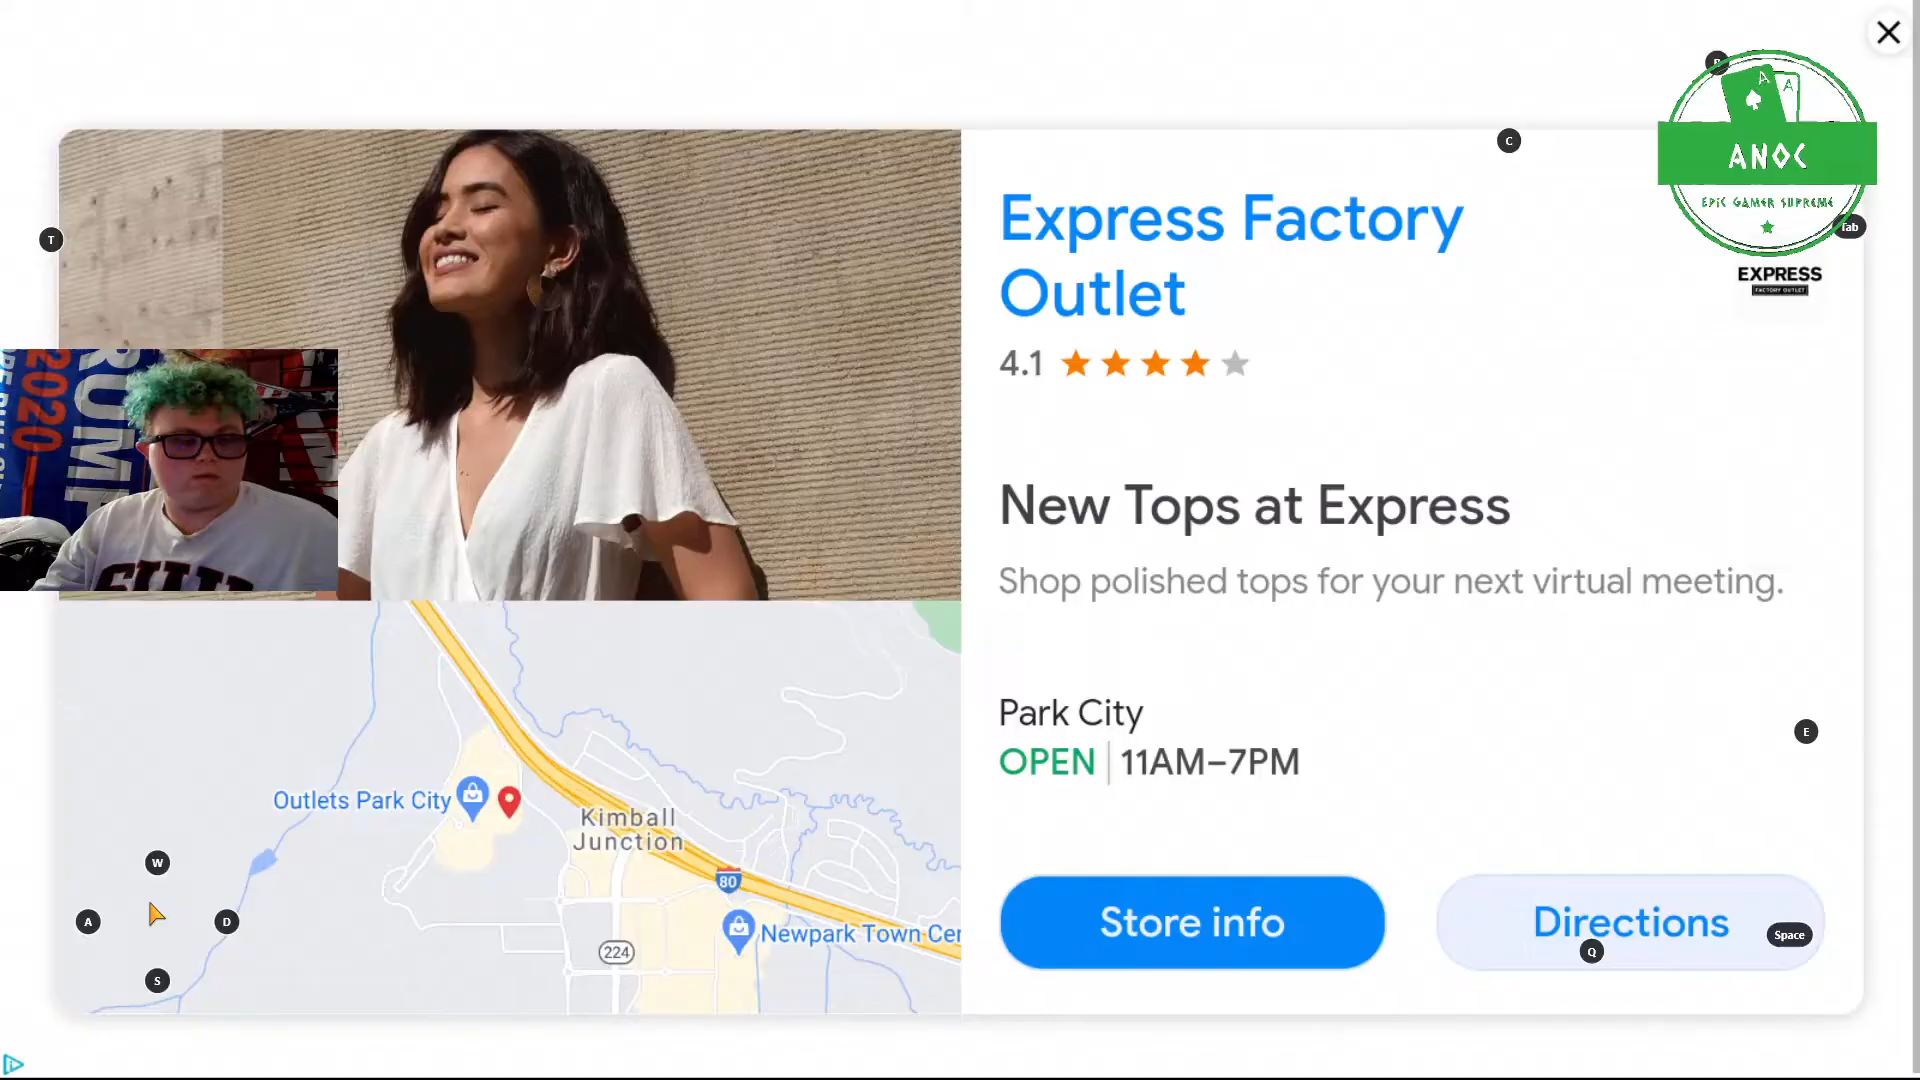 B
A
A
ANOC
EPIC GAMER SUPREME
C
T
Tab
EXPRESS
FACTORY OUTLET
Express Factory
Outlet
4.1
2020
New Tops at Express
Shop polished tops for your next virtual meeting.
Park City
OPEN | 11AM–7PM
E
Outlets Park City
Kimball
Junction
80
Newpark Town Cer
224
W
A
D
S
Store info
Directions
Space
Q